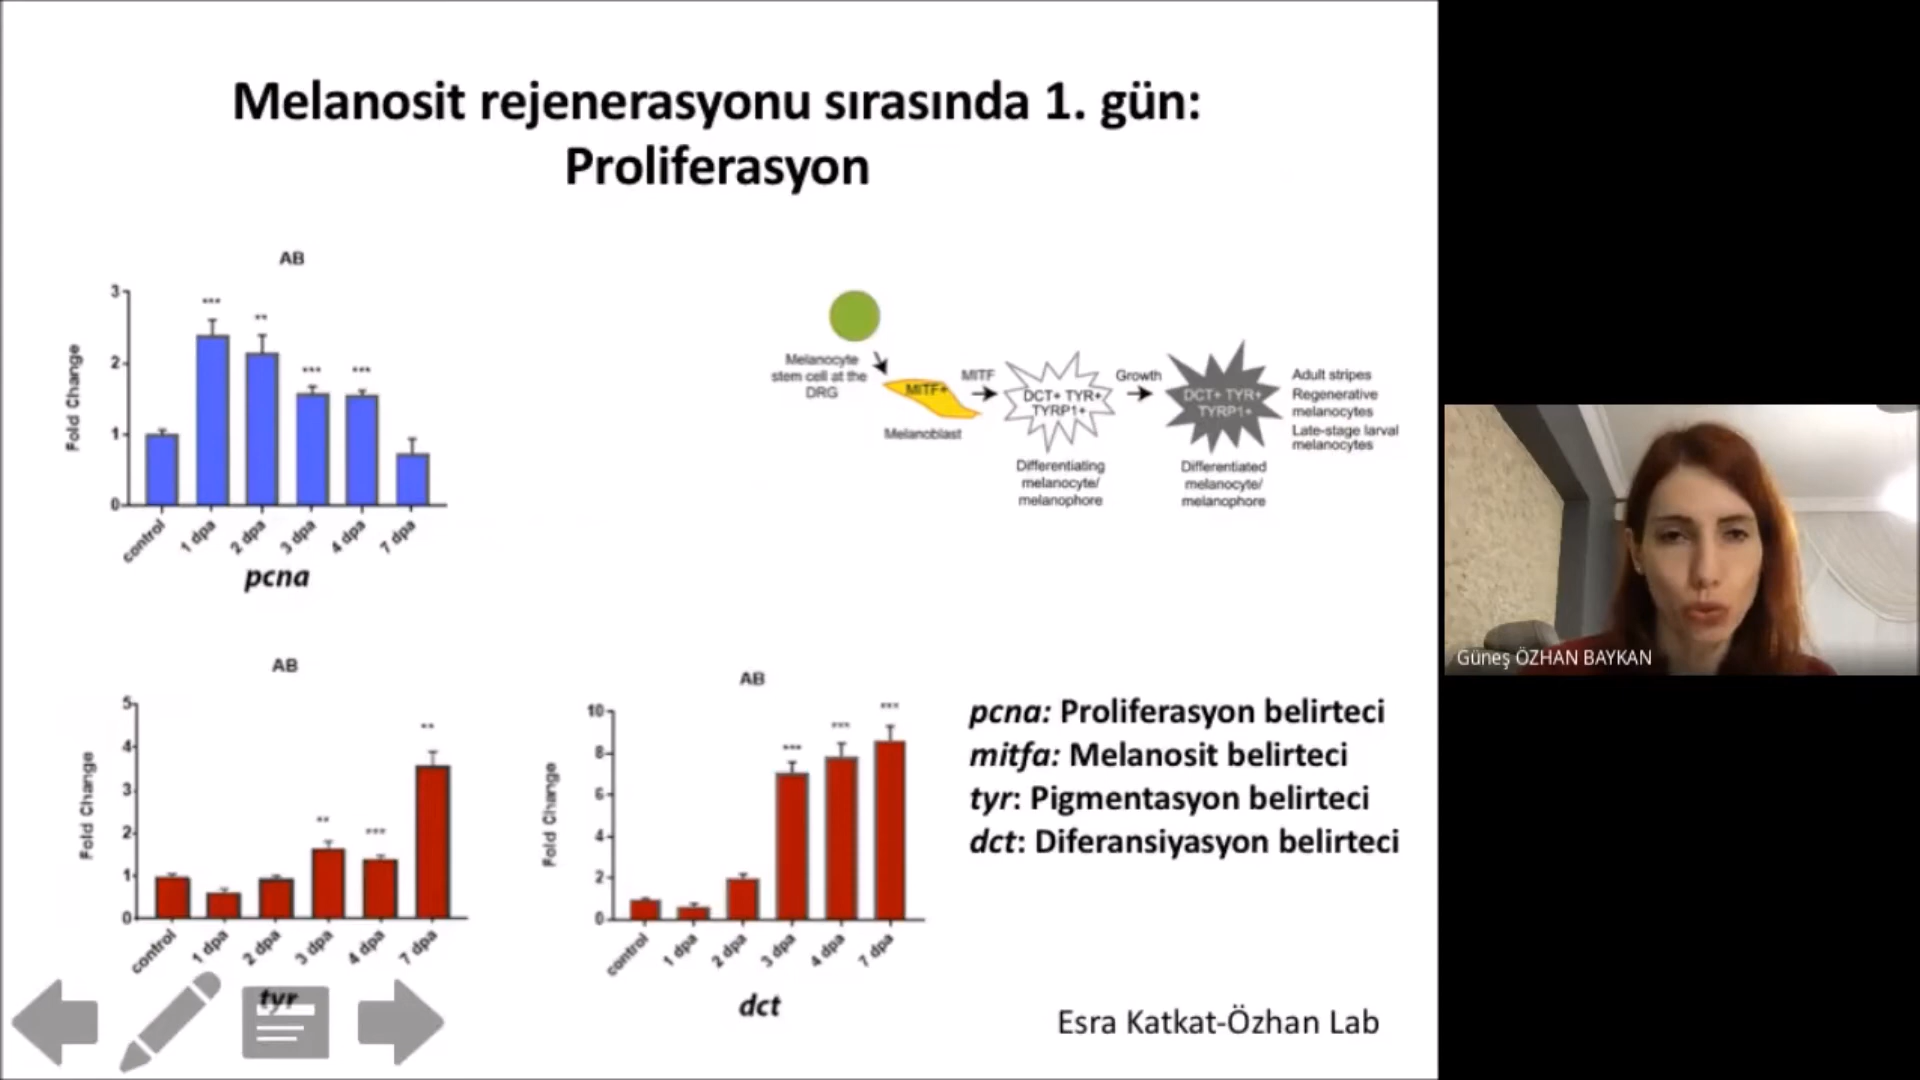 Melanosit rejenerasyonu sırasında 1. gün:
Proliferasyon
AB
3
2
1
0
Fold Change
***
**
***
***
control
1 dpa
2 dpa
3 dpa
4 dpa
7 dpa
pcna
Melanocyte
stem cell at the
DRG
MITF+
Melanoblast
MITF
DCT+ TYR+
TYRP1+
Differentiating
melanocyte/
melanophore
Growth
DCT+ TYR+
TYRP1+
Differentiated
melanocyte/
melanophore
Adult stripes
Regenerative
melanocytes
Late-stage larval
melanocytes
Güneş ÖZHAN BAYKAN
AB
5
4
3
2
1
0
Fold Change
**
***
**
control
1 dpa
2 dpa
3 dpa
4 dpa
7 dpa
tyr
AB
10
8
6
4
2
0
Fold Change
***
***
***
control
1 dpa
2 dpa
3 dpa
4 dpa
7 dpa
dct
pcna: Proliferasyon belirteci
mitfa: Melanosit belirteci
tyr: Pigmentasyon belirteci
dct: Diferansiyasyon belirteci
Esra Katkat-Özhan Lab